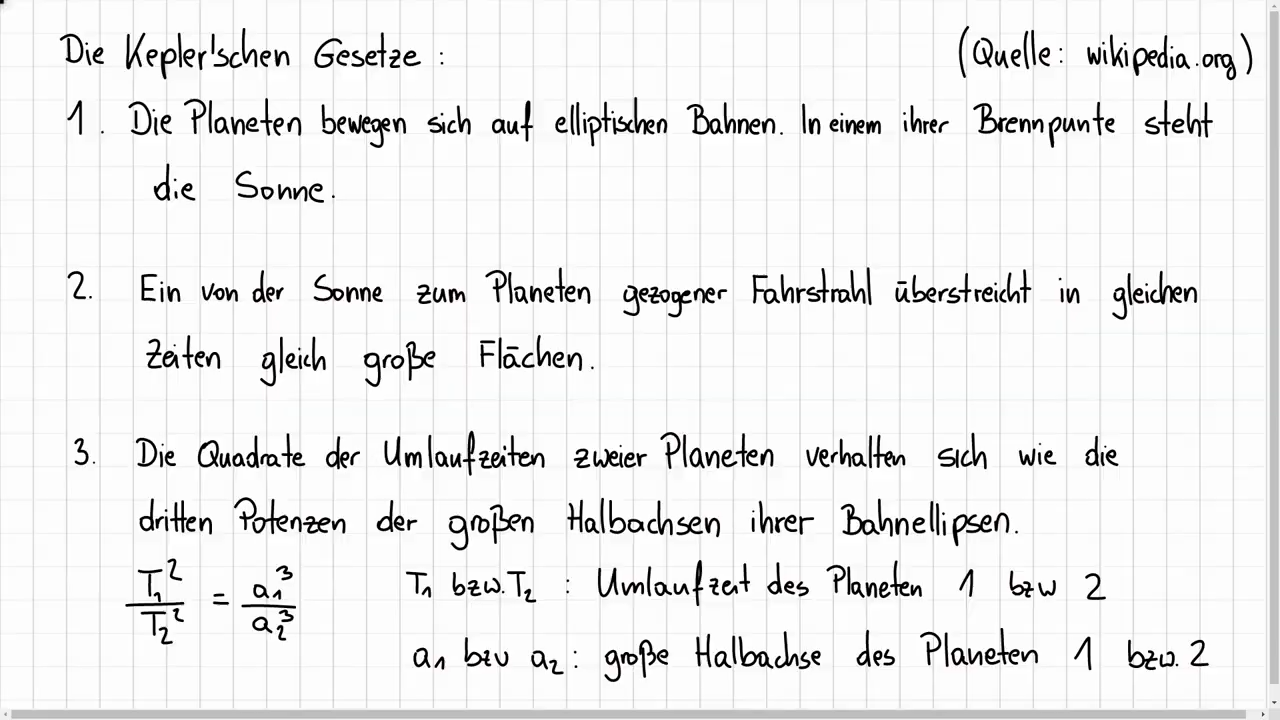 Die Kepler'schen Gesetze : (Quelle: wikipedia.org)
1. Die Planeten bewegen sich auf elliptischen Bahnen. In einem ihrer Brennpunte steht
die Sonne.
2. Ein von der Sonne zum Planeten gezogener Fahrstrahl überstreicht in gleichen
Zeiten gleich große Flächen.
3. Die Quadrate der Umlaufzeiten zweier Planeten verhalten sich wie die
dritten Potenzen der großen Halbachsen ihrer Bahnellipsen.
T₁²/T₂² = a₁³/a₂³
T₁ bzw. T₂ : Umlaufzeit des Planeten 1 bzw 2
a₁ bzw a₂ : große Halbachse des Planeten 1 bzw. 2